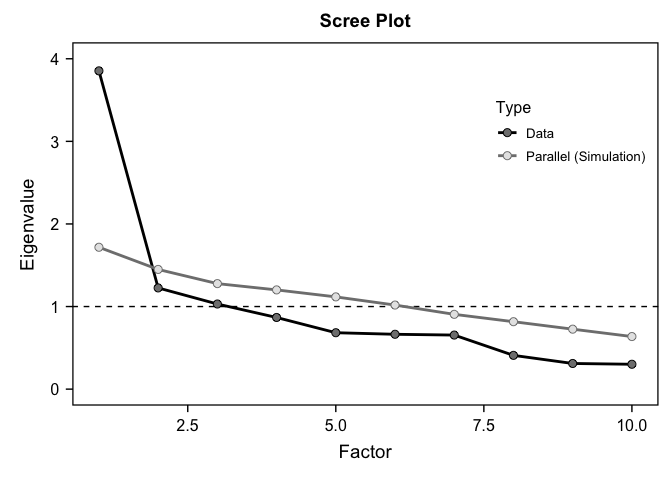 Scree Plot
4
3
2
1
0
Eigenvalue
Type
Data
Parallel (Simulation)
2.5 5.0 7.5 10.0
Factor